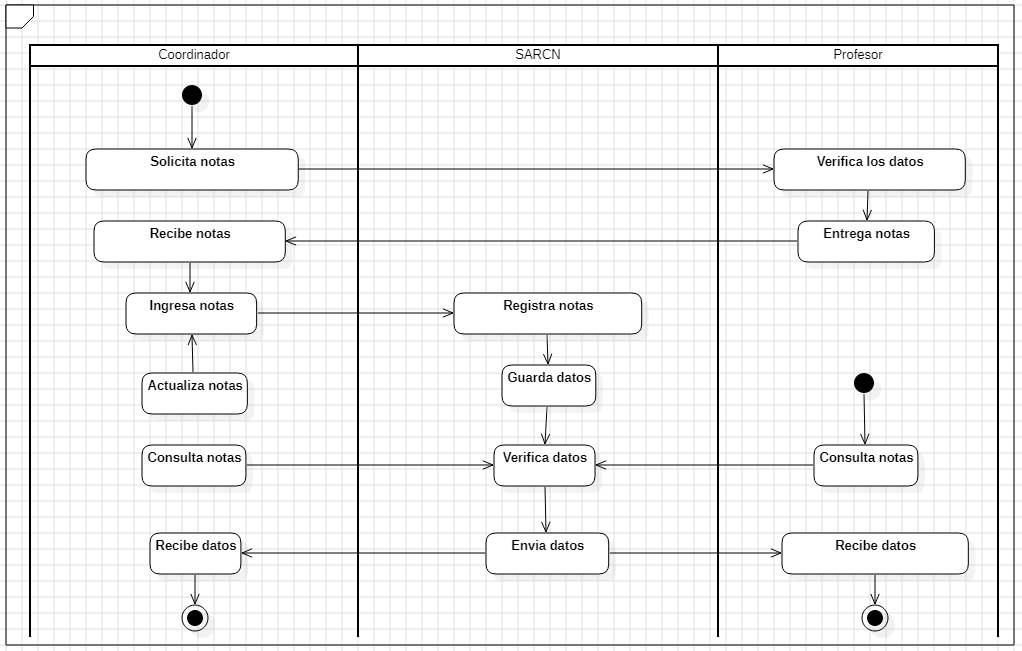 Coordinador
SARCN
Profesor
Solicita notas
Verifica los datos
Recibe notas
Entrega notas
Ingresa notas
Registra notas
Actualiza notas
Guarda datos
Consulta notas
Verifica datos
Consulta notas
Recibe datos
Envia datos
Recibe datos